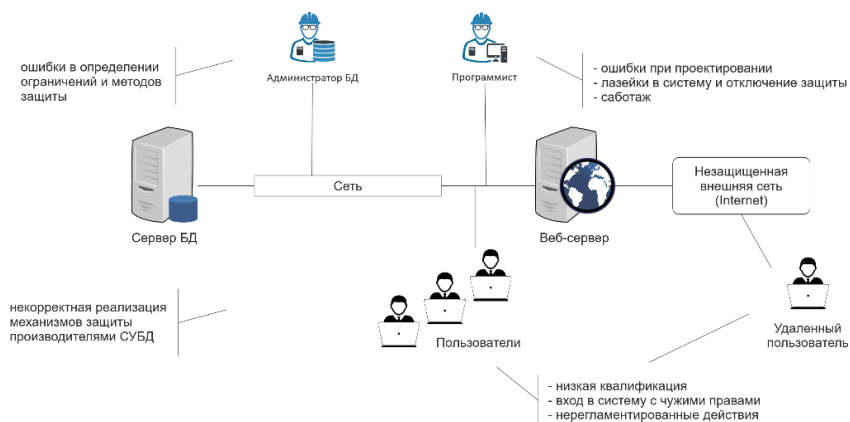 ошибки в определении
ограничений и методов
защиты
Администратор БД
Программист
- ошибки при проектировании
- лазейки в систему и отключение защиты
- саботаж
Сервер БД
Сеть
Веб-сервер
Незащищенная
внешняя сеть
(Internet)
некорректная реализация
механизмов защиты
производителями СУБД
Пользователи
Удаленный
пользователь
- низкая квалификация
- вход в систему с чужими правами
- нерегламентированные действия